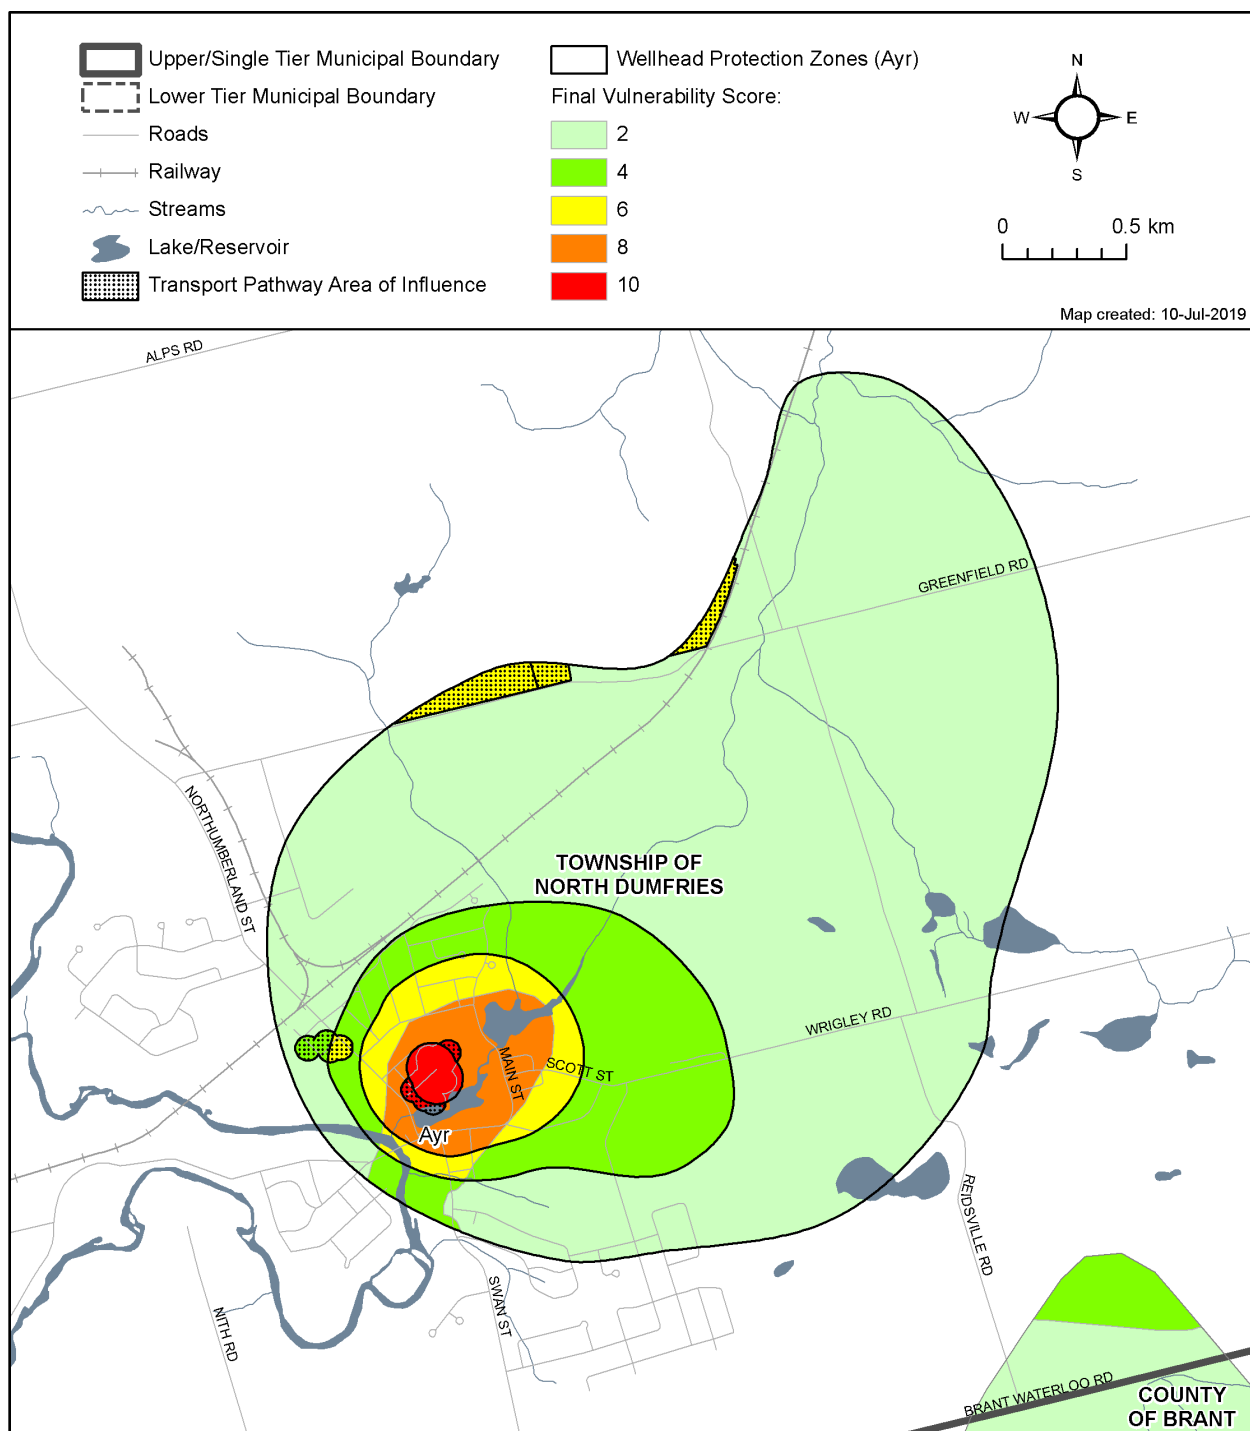 Upper/Single Tier Municipal Boundary
Lower Tier Municipal Boundary
Roads
Railway
Streams
Lake/Reservoir
Transport Pathway Area of Influence
Wellhead Protection Zones (Ayr)
Final Vulnerability Score:
2
4
6
8
10
N
W E
S
0 0.5 km
Map created: 10-Jul-2019
ALPS RD
GREENFIELD RD
NORTHUMBERLAND ST
TOWNSHIP OF
NORTH DUMFRIES
WRIGLEY RD
MAIN ST
SCOTT ST
Ayr
REIDSVILLE RD
SWAN ST
NITH RD
BRANT WATERLOO RD
COUNTY
OF BRANT